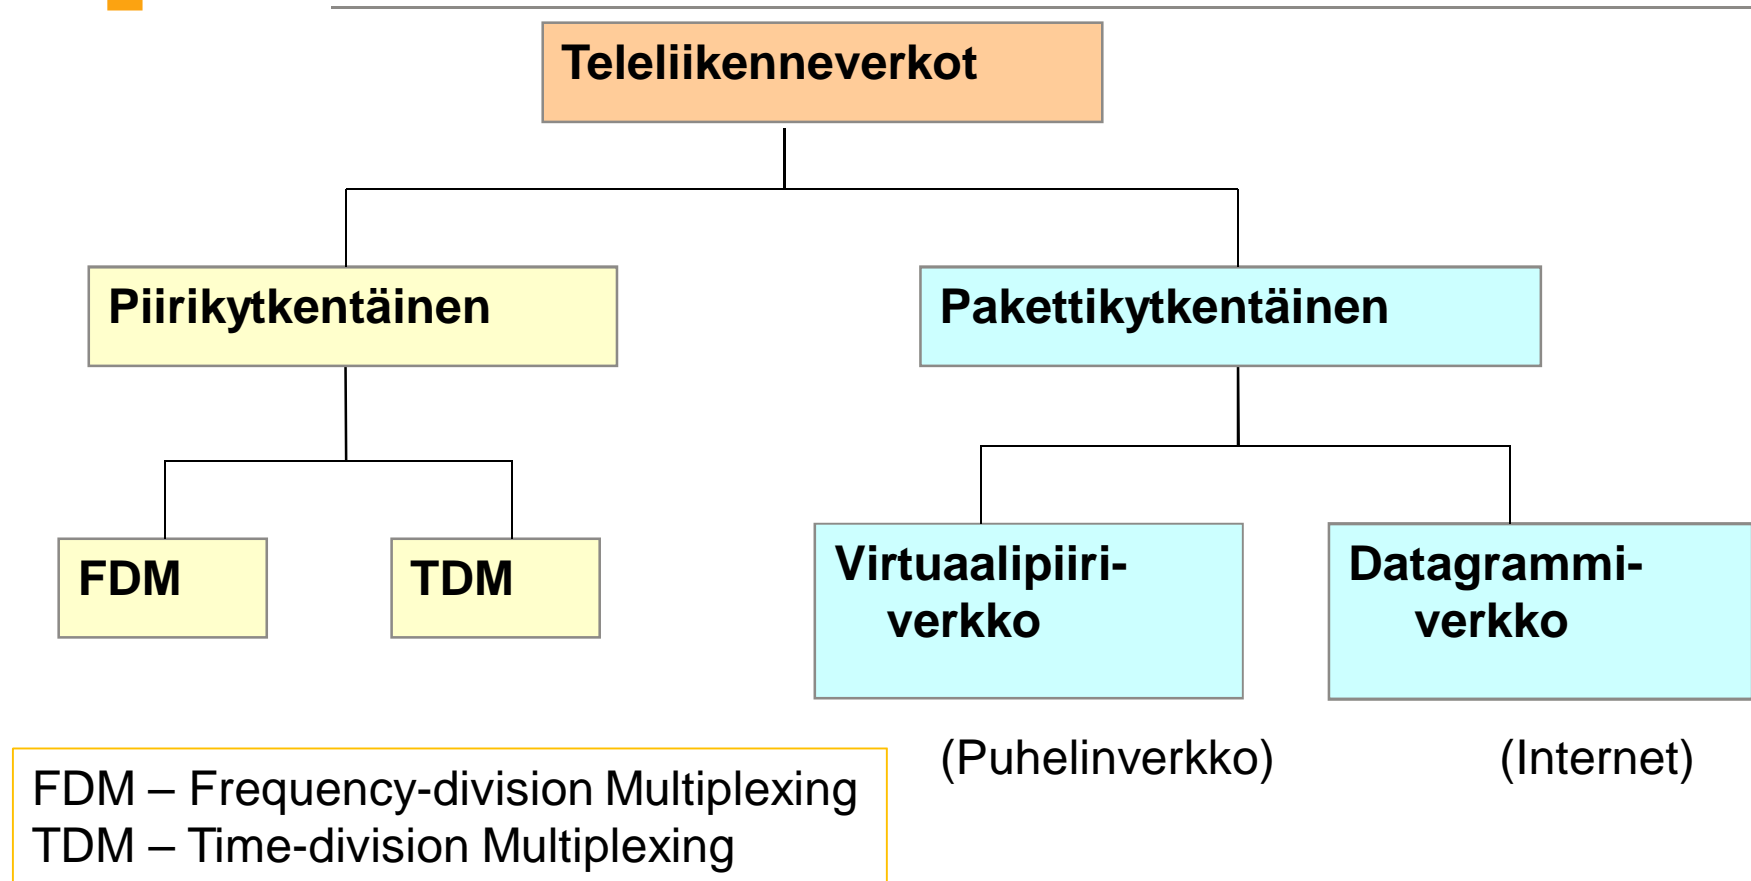 Teleliikenneverkot
Piirikytkentäinen
Pakettikytkentäinen
FDM
TDM
Virtuaalipiiri-
verkko
Datagrammi-
verkko
(Puhelinverkko)
(Internet)
FDM – Frequency-division Multiplexing
TDM – Time-division Multiplexing